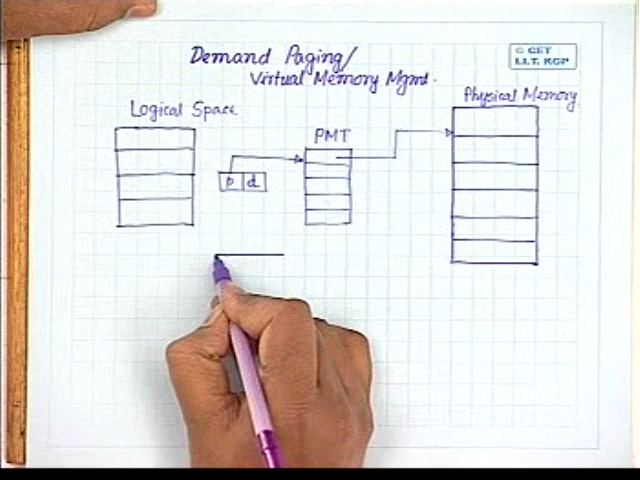 Demand Paging/
Virtual Memory Mgmt.
© CET
I.I.T. KGP
Logical Space
Physical Memory
PMT
p d